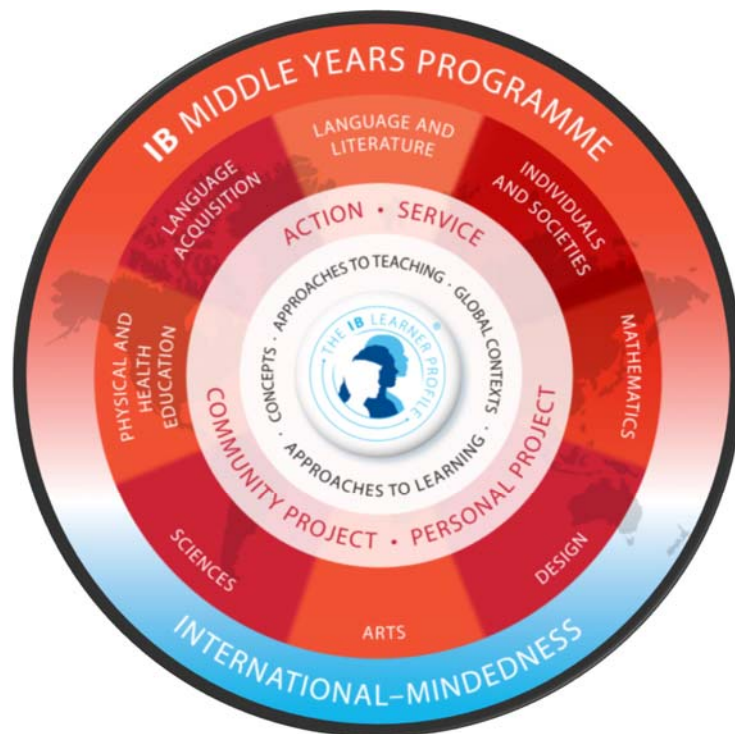 IB MIDDLE YEARS PROGRAMME
LANGUAGE AND
LITERATURE
INDIVIDUALS
AND SOCIETIES
MATHEMATICS
DESIGN
ARTS
SCIENCES
PHYSICAL AND
HEALTH
EDUCATION
LANGUAGE
ACQUISITION
ACTION • SERVICE
COMMUNITY PROJECT • PERSONAL PROJECT
· CONCEPTS · APPROACHES TO TEACHING · GLOBAL CONTEXTS ·
APPROACHES TO LEARNING
• THE IB LEARNER PROFILE •
®
INTERNATIONAL–MINDEDNESS